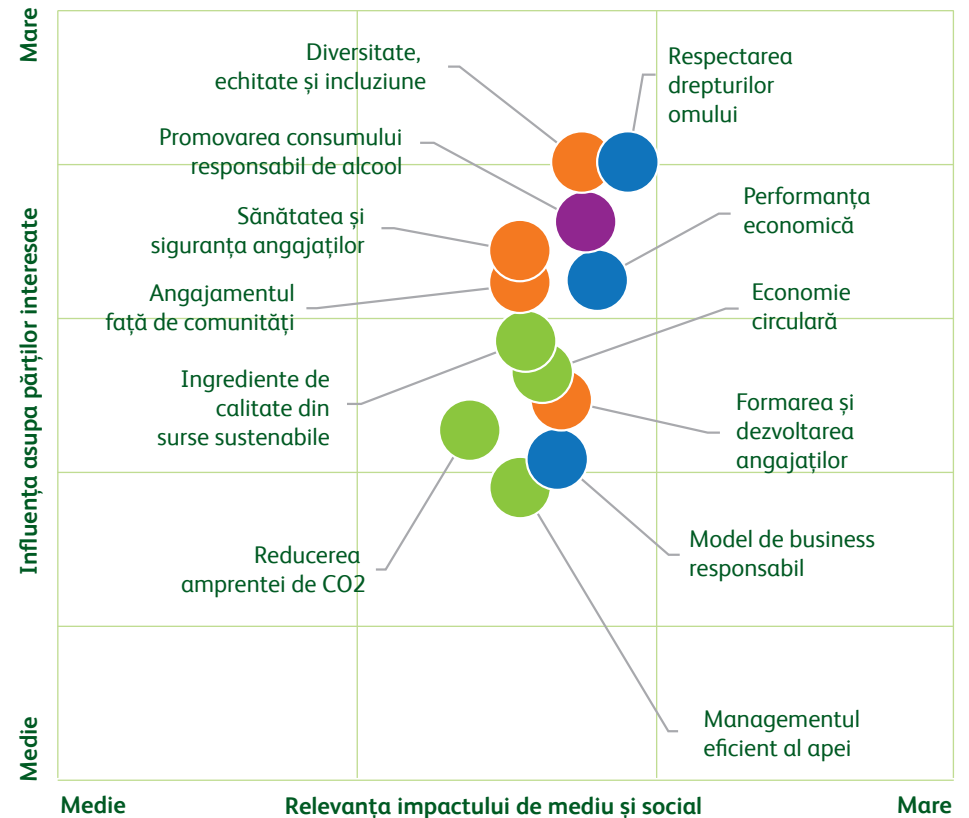 Mare
Influența asupa părților interesate
Medie
Diversitate,
echitate și incluziune
Promovarea consumului
responsabil de alcool
Sănătatea și
siguranța angajaților
Angajamentul
față de comunități
Ingrediente de
calitate din
surse sustenabile
Reducerea
amprentei de CO2
Respectarea
drepturilor
omului
Performanța
economică
Economie
circulară
Formarea și
dezvoltarea
angajaților
Model de business
responsabil
Managementul
eficient al apei
Medie
Relevanța impactului de mediu și social
Mare